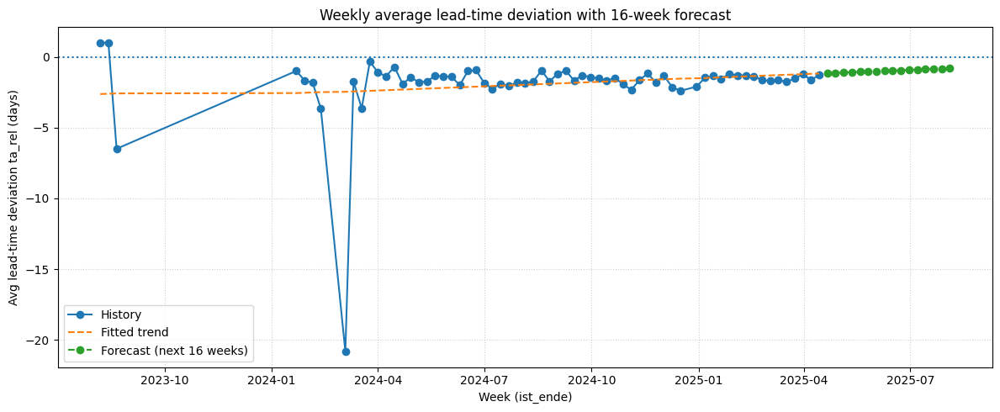 Weekly average lead-time deviation with 16-week forecast
Avg lead-time deviation ta_rel (days)
0
−5
−10
−15
−20
History
Fitted trend
Forecast (next 16 weeks)
2023-10
2024-01
2024-04
2024-07
2024-10
2025-01
2025-04
2025-07
Week (ist_ende)